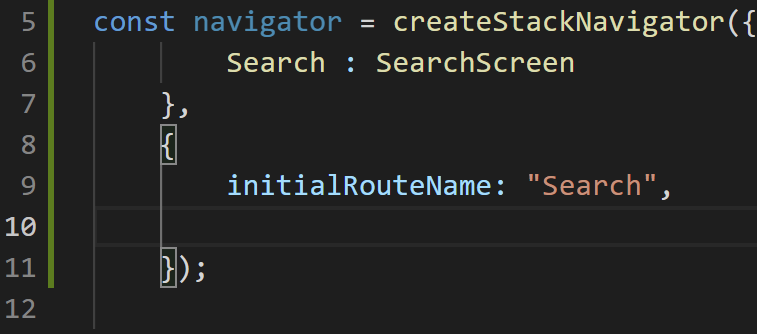 5 const navigator = createStackNavigator({
6 Search : SearchScreen
7 },
8 {
9 initialRouteName: "Search",
10
11 });
12